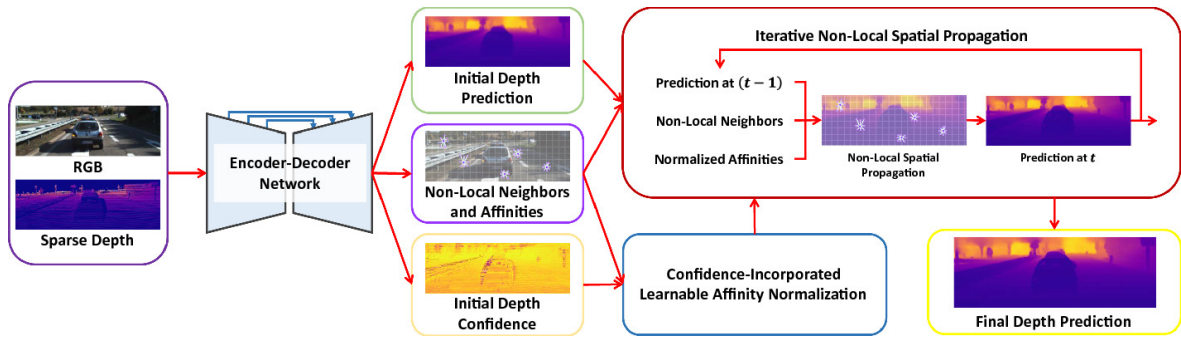 RGB
Sparse Depth
Encoder-Decoder
Network
Initial Depth
Prediction
Non-Local Neighbors
and Affinities
Initial Depth
Confidence
Iterative Non-Local Spatial Propagation
Prediction at (t − 1)
Non-Local Neighbors
Normalized Affinities
Non-Local Spatial
Propagation
Prediction at t
Confidence-Incorporated
Learnable Affinity Normalization
Final Depth Prediction